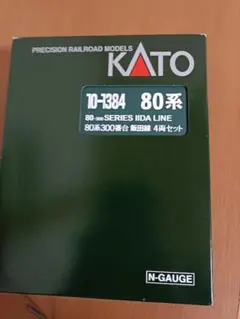 PRECISION RAILROAD MODELS
KATO
10-1384 80系
80-300 SERIES IIDA LINE
80系300番台 飯田線 4両セット
N-GAUGE